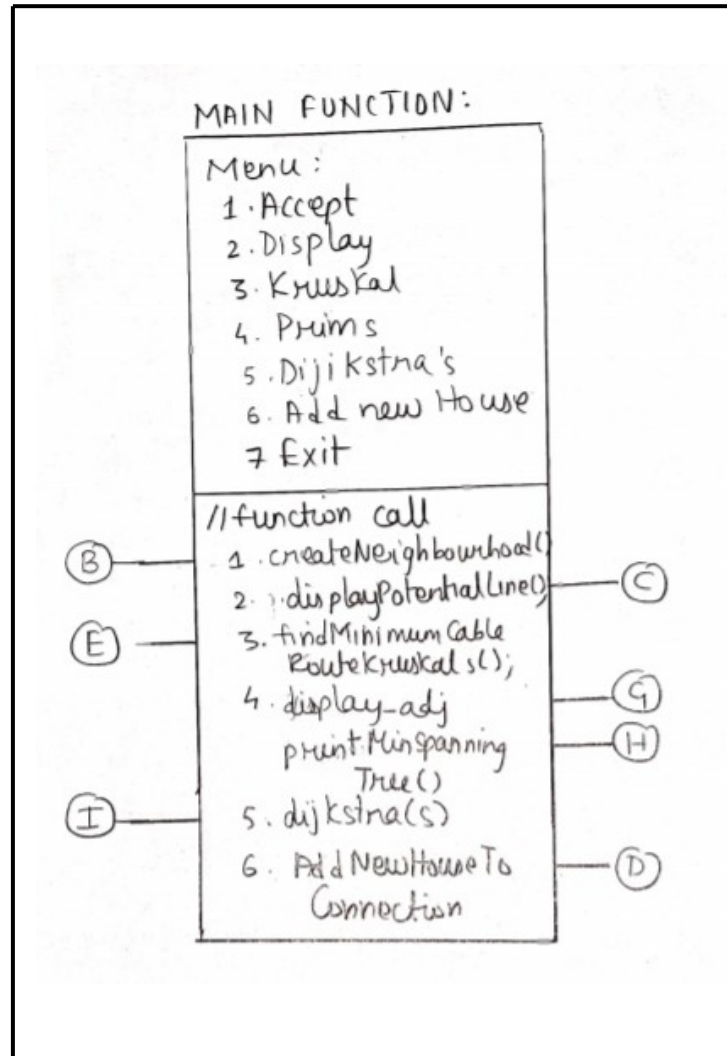 MAIN FUNCTION:
Menu:
1. Accept
2. Display
3. Kruskal
4. Prims
5. Dijikstra's
6. Add new House
7 Exit
//function call
B 1. createNeighbourhood()
2. displayPotentialLine() C
E 3. findMinimumCable
RouteKruskals();
4. display_adj G
printMinSpanning H
Tree()
I 5. dijkstra(s)
6. AddNewHouseTo D
Connection